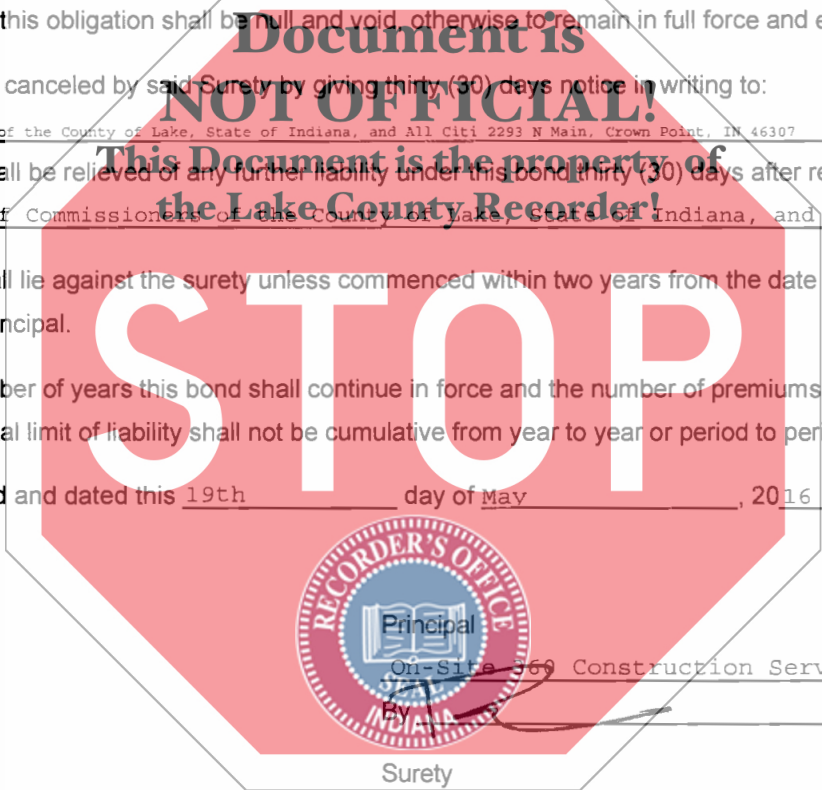 this obligation shall be null and void, otherwise to remain in full force and e
Document is
canceled by said Surety by giving thirty (30) days notice in writing to:
NOT OFFICIAL!
of the County of Lake, State of Indiana, and All Citi 2293 N Main, Crown Point, IN 46307
This Document is the property of
all be relieved of any further liability under this bond thirty (30) days after re
the Lake County Recorder!
f Commissioners of the County of Lake, State of Indiana, and
ll lie against the surety unless commenced within two years from the date
ncipal.
STOP
ber of years this bond shall continue in force and the number of premiums
al limit of liability shall not be cumulative from year to year or period to peri
d and dated this 19th day of May, 2016
RECORDER'S OFFICE
Principal
On-Site 360 Construction Serv
SEAL
By
INDIANA
Surety